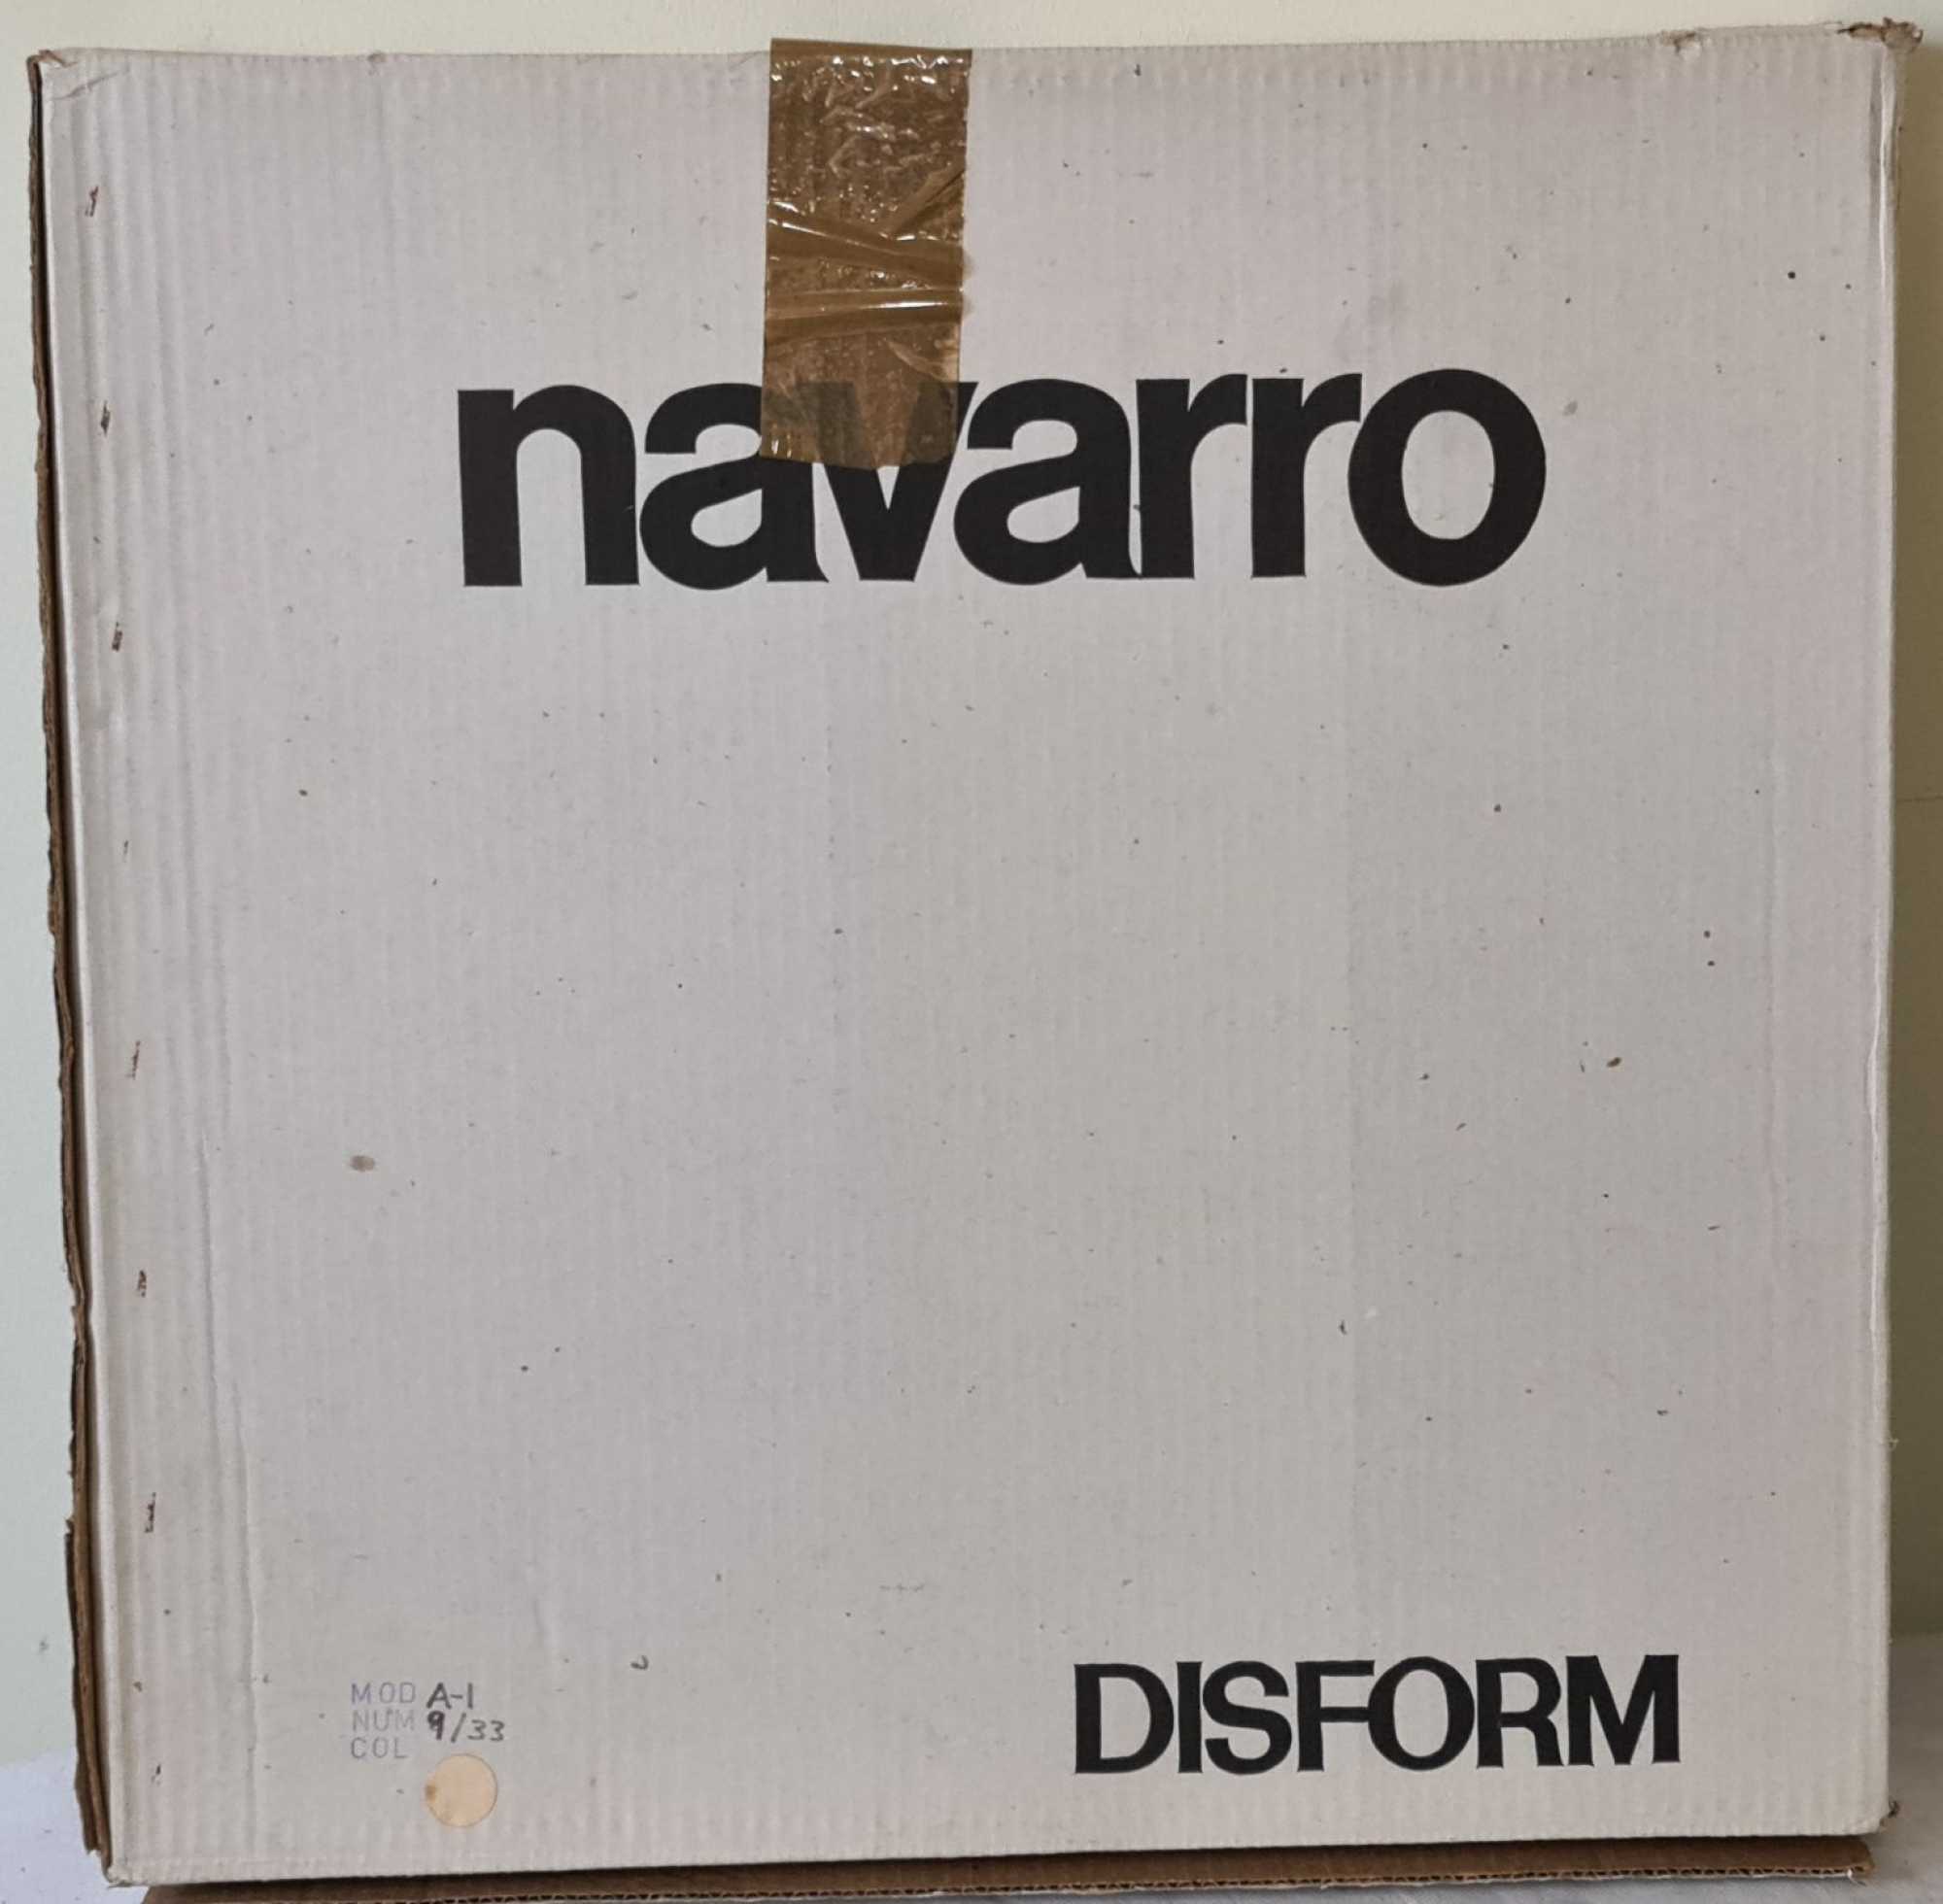 navarro
MOD A-1
NUM 9/33
COL
DISFORM